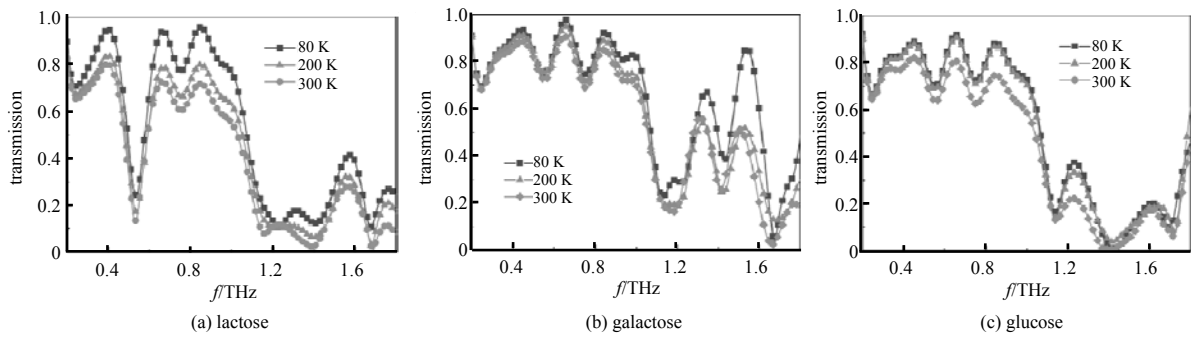 1.0
0.8
0.6
0.4
0.2
0
transmission
80 K
200 K
300 K
0.4 0.8 1.2 1.6
f/THz
(a) lactose
1.0
0.8
0.6
0.4
0.2
0
transmission
80 K
200 K
300 K
0.4 0.8 1.2 1.6
f/THz
(b) galactose
1.0
0.8
0.6
0.4
0.2
0
transmission
80 K
200 K
300 K
0.4 0.8 1.2 1.6
f/THz
(c) glucose